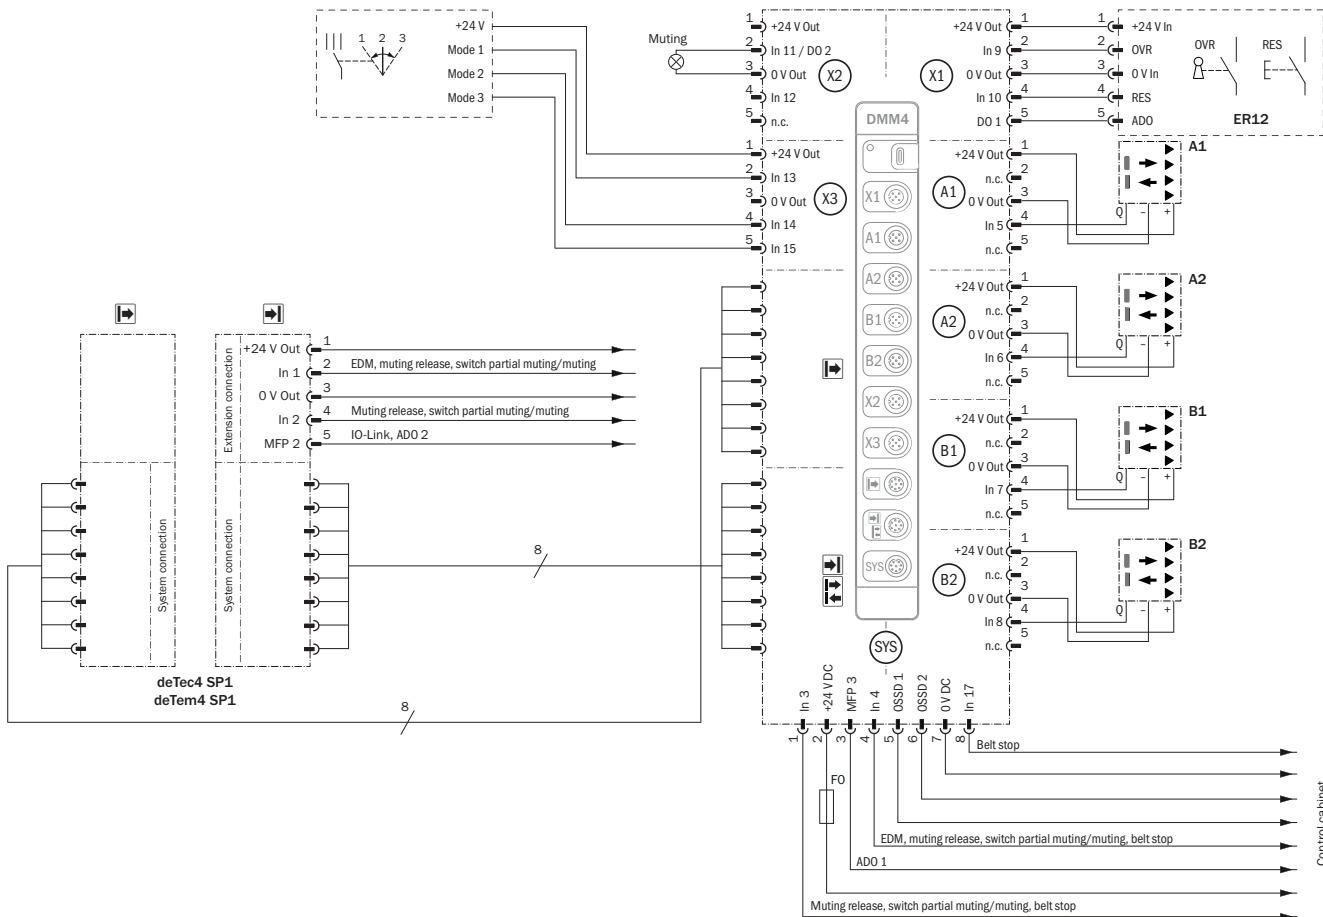 +24 V
Mode 1
Mode 2
Mode 3
1 2 3
Muting
1 +24 V Out
2 In 11 / DO 2
3 0 V Out
4 In 12
5 n.c.
X2
X1
+24 V Out 1
In 9 2
0 V Out 3
In 10 4
DO 1 5
1 +24 V In
2 OVR
3 0 V In
4 RES
5 ADO
OVR
RES
ER12
1 +24 V Out
2 In 13
3 0 V Out
4 In 14
5 In 15
X3
DMM4
X1
A1
A2
B1
B2
X2
X3
SYS
A1
+24 V Out 1
n.c. 2
0 V Out 3
In 5 4
n.c. 5
A1
Q – +
A2
+24 V Out 1
n.c. 2
0 V Out 3
In 6 4
n.c. 5
A2
Q – +
B1
+24 V Out 1
n.c. 2
0 V Out 3
In 7 4
n.c. 5
B1
Q – +
B2
+24 V Out 1
n.c. 2
0 V Out 3
In 8 4
n.c. 5
B2
Q – +
Extension connection
+24 V Out 1
In 1 2 EDM, muting release, switch partial muting/muting
0 V Out 3
In 2 4 Muting release, switch partial muting/muting
MFP 2 5 IO-Link, ADO 2
System connection
System connection
8
deTec4 SP1
deTem4 SP1
8
SYS
In 3
+24 V DC
MFP 3
In 4
OSSD 1
OSSD 2
0 V DC
In 17
1 2 3 4 5 6 7 8
Belt stop
F0
EDM, muting release, switch partial muting/muting, belt stop
ADO 1
Muting release, switch partial muting/muting, belt stop
Control cabinet